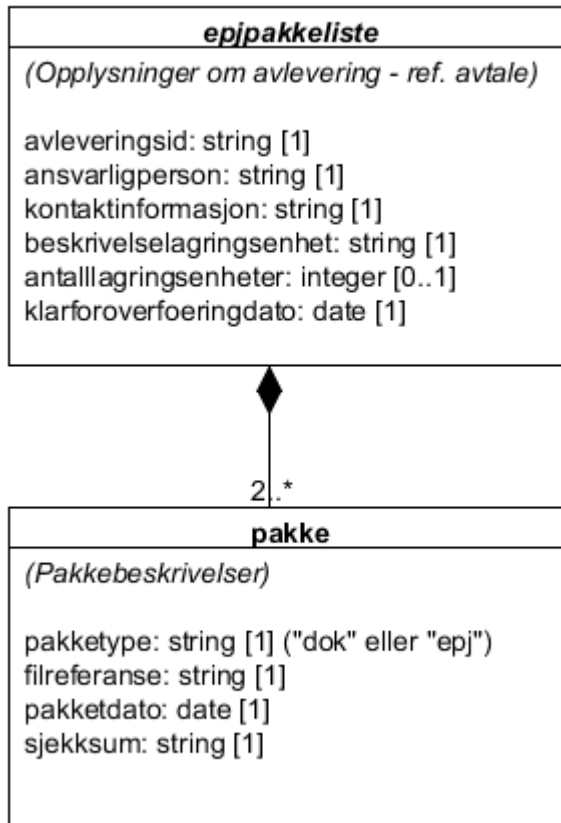 epjpakkeliste
(Opplysninger om avlevering - ref. avtale)
avleveringsid: string [1]
ansvarligperson: string [1]
kontaktinformasjon: string [1]
beskrivelselagringsenhet: string [1]
antalllagringsenheter: integer [0..1]
klarforoverfoeringdato: date [1]
2..*
pakke
(Pakkebeskrivelser)
pakketype: string [1] ("dok" eller "epj")
filreferanse: string [1]
pakketdato: date [1]
sjekksum: string [1]